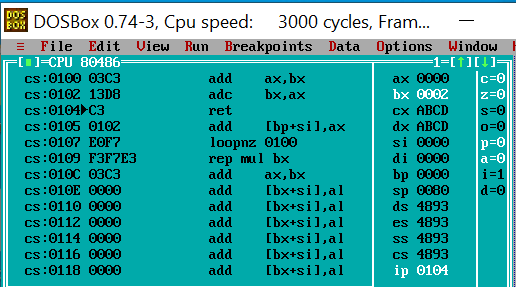 DOS BOX DOSBox 0.74-3, Cpu speed: 3000 cycles, Fram... —
≡ File Edit View Run Breakpoints Data Options Window H
[■]=CPU 80486 1=[↑][↓]
cs:0100 03C3 add ax,bx ax 0000 c=0
cs:0102 13D8 adc bx,ax bx 0002 z=0
cs:0104►C3 ret cx ABCD s=0
cs:0105 0102 add [bp+si],ax dx ABCD o=0
cs:0107 E0F7 loopnz 0100 si 0000 p=0
cs:0109 F3F7E3 rep mul bx di 0000 a=0
cs:010C 03C3 add ax,bx bp 0000 i=1
cs:010E 0000 add [bx+si],al sp 0080 d=0
cs:0110 0000 add [bx+si],al ds 4893
cs:0112 0000 add [bx+si],al es 4893
cs:0114 0000 add [bx+si],al ss 4893
cs:0116 0000 add [bx+si],al cs 4893
cs:0118 0000 add [bx+si],al ip 0104